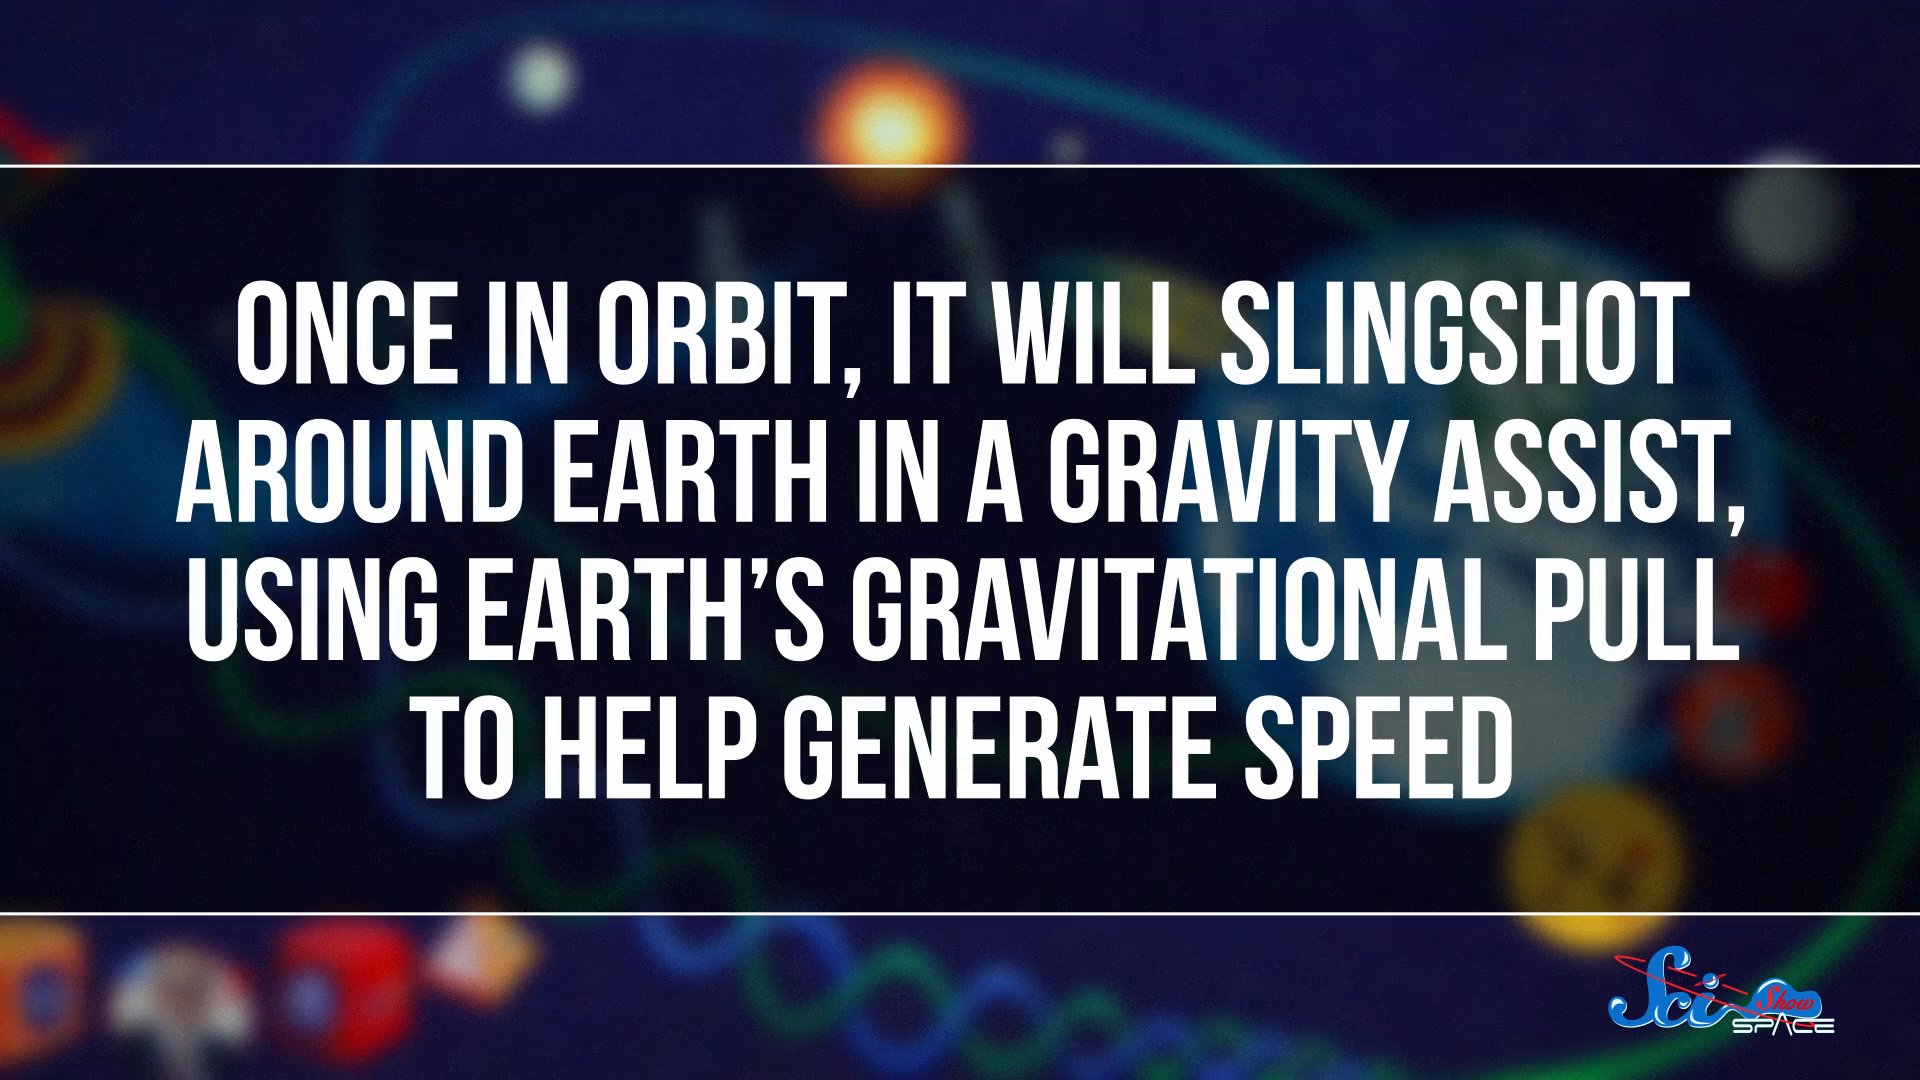 ONCE IN ORBIT, IT WILL SLINGSHOT
AROUND EARTH IN A GRAVITY ASSIST,
USING EARTH’S GRAVITATIONAL PULL
TO HELP GENERATE SPEED
Sci Show
SPACE